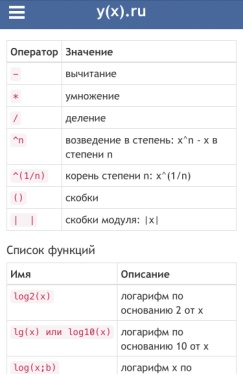 y(x).ru
Оператор Значение
− вычитание
* умножение
/ деление
^n возведение в степень: x^n - x в
степени n
^(1/n) корень степени n: x^(1/n)
() скобки
| | скобки модуля: |x|
Список функций
Имя Описание
log2(x) логарифм по
основанию 2 от x
lg(x) или log10(x) логарифм по
основанию 10 от x
log(x;b) логарифм x по